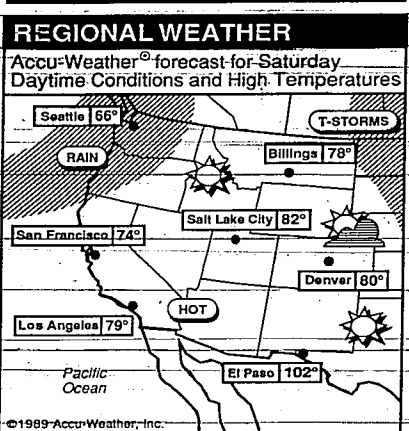 REGIONAL WEATHER
Accu-Weather® forecast for Saturday
Daytime Conditions and High Temperatures
Seattle 66°
T-STORMS
RAIN
Billings 78°
Salt Lake City 82°
San Francisco 74°
Denver 80°
HOT
Los Angeles 79°
El Paso 102°
Pacific
Ocean
©1989 Accu-Weather, Inc.